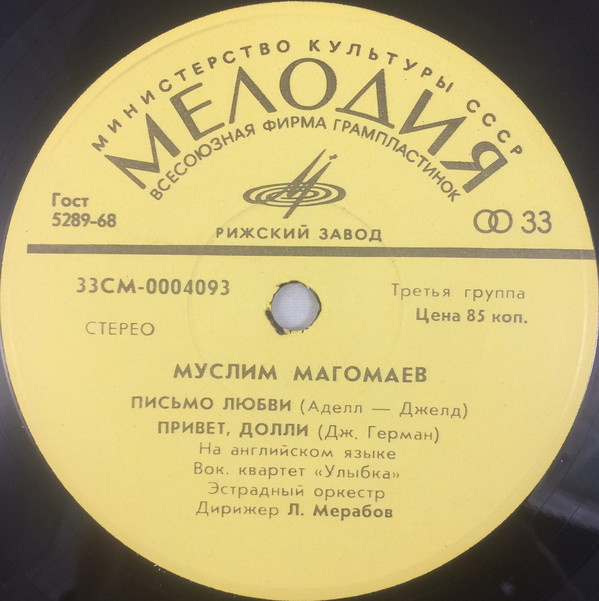 МИНИСТЕРСТВО КУЛЬТУРЫ СССР
МЕЛОДИЯ
ВСЕСОЮЗНАЯ ФИРМА ГРАМПЛАСТИНОК
Гост
5289-68
РИЖСКИЙ ЗАВОД
33
33СМ-0004093
Третья группа
СТЕРЕО
Цена 85 коп.
МУСЛИМ МАГОМАЕВ
ПИСЬМО ЛЮБВИ (Аделл — Джелд)
ПРИВЕТ, ДОЛЛИ (Дж. Герман)
На английском языке
Вок. квартет «Улыбка»
Эстрадный оркестр
Дирижер Л. Мерабов